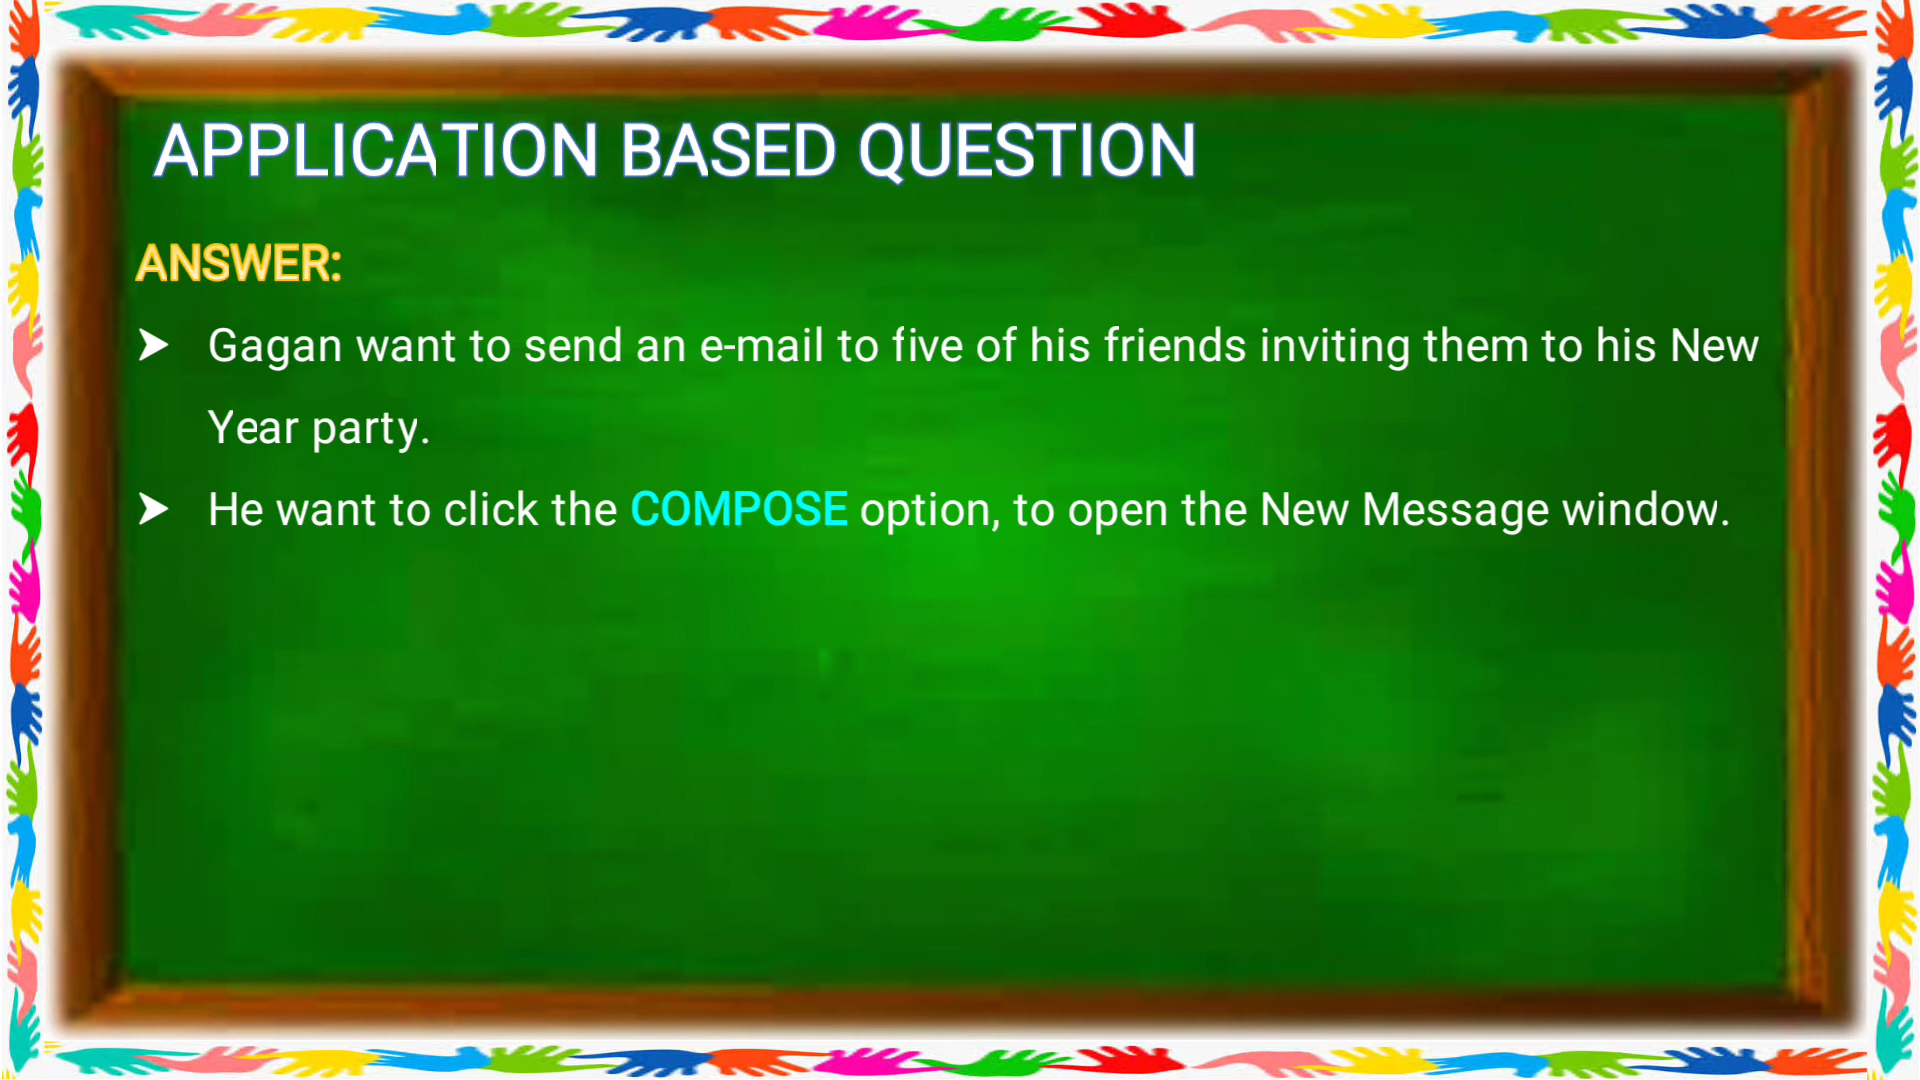 APPLICATION BASED QUESTION
ANSWER:
➤ Gagan want to send an e-mail to five of his friends inviting them to his New
Year party.
➤ He want to click the COMPOSE option, to open the New Message window.